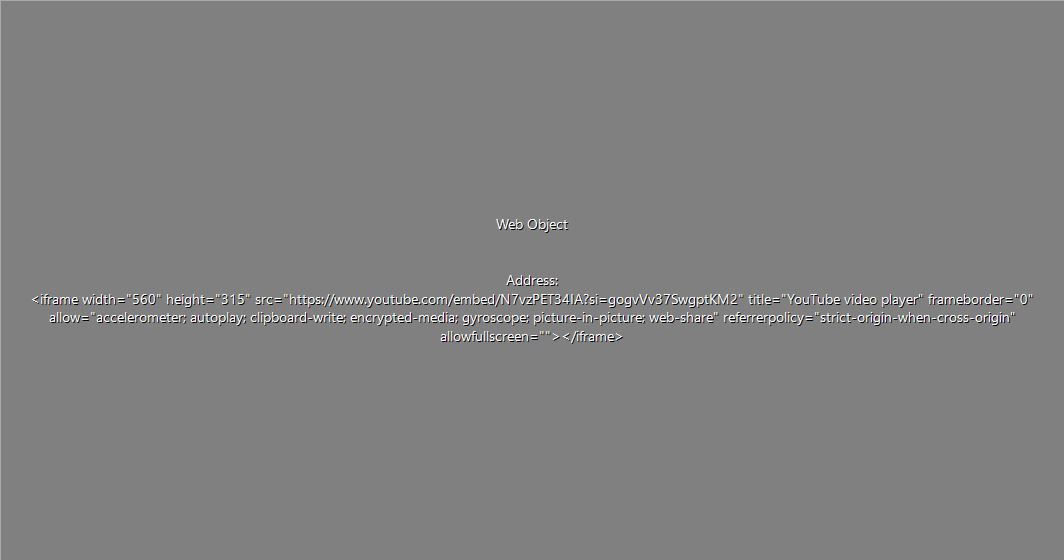 Web Object
Address:
<iframe width="560" height="315" src="https://www.youtube.com/embed/N7vzPET34IA?si=gogvVv37SwgptKM2" title="YouTube video player" frameborder="0"
allow="accelerometer; autoplay; clipboard-write; encrypted-media; gyroscope; picture-in-picture; web-share" referrerpolicy="strict-origin-when-cross-origin"
allowfullscreen=""></iframe>